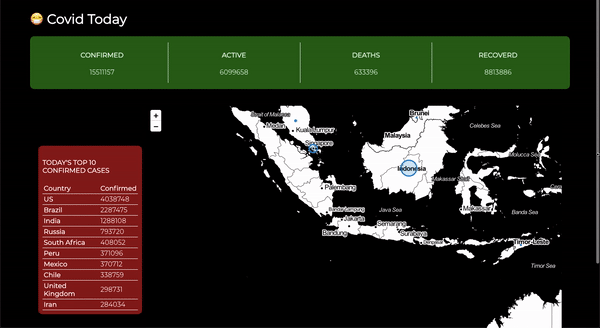 Covid Today
CONFIRMED
15511157
ACTIVE
6099658
DEATHS
633396
RECOVERD
8813886
+
-
TODAY'S TOP 10
CONFIRMED CASES
Country Confirmed
US 4038748
Brazil 2287475
India 1288108
Russia 793720
South Africa 408052
Peru 371096
Mexico 370712
Chile 338759
United
Kingdom 298731
Iran 284034
Brunei
Strait of Malacca
Medan
Kuala Lumpur
Malaysia
Celebes Sea
Singapore
Molucca Sea
Indonesia
Makassar Strait
Palembang
Makassar
Java Sea
Banda Sea
Bandar Lampung
Jakarta
Semarang
Bandung
Surabaya
Timor-Leste
Timor Sea